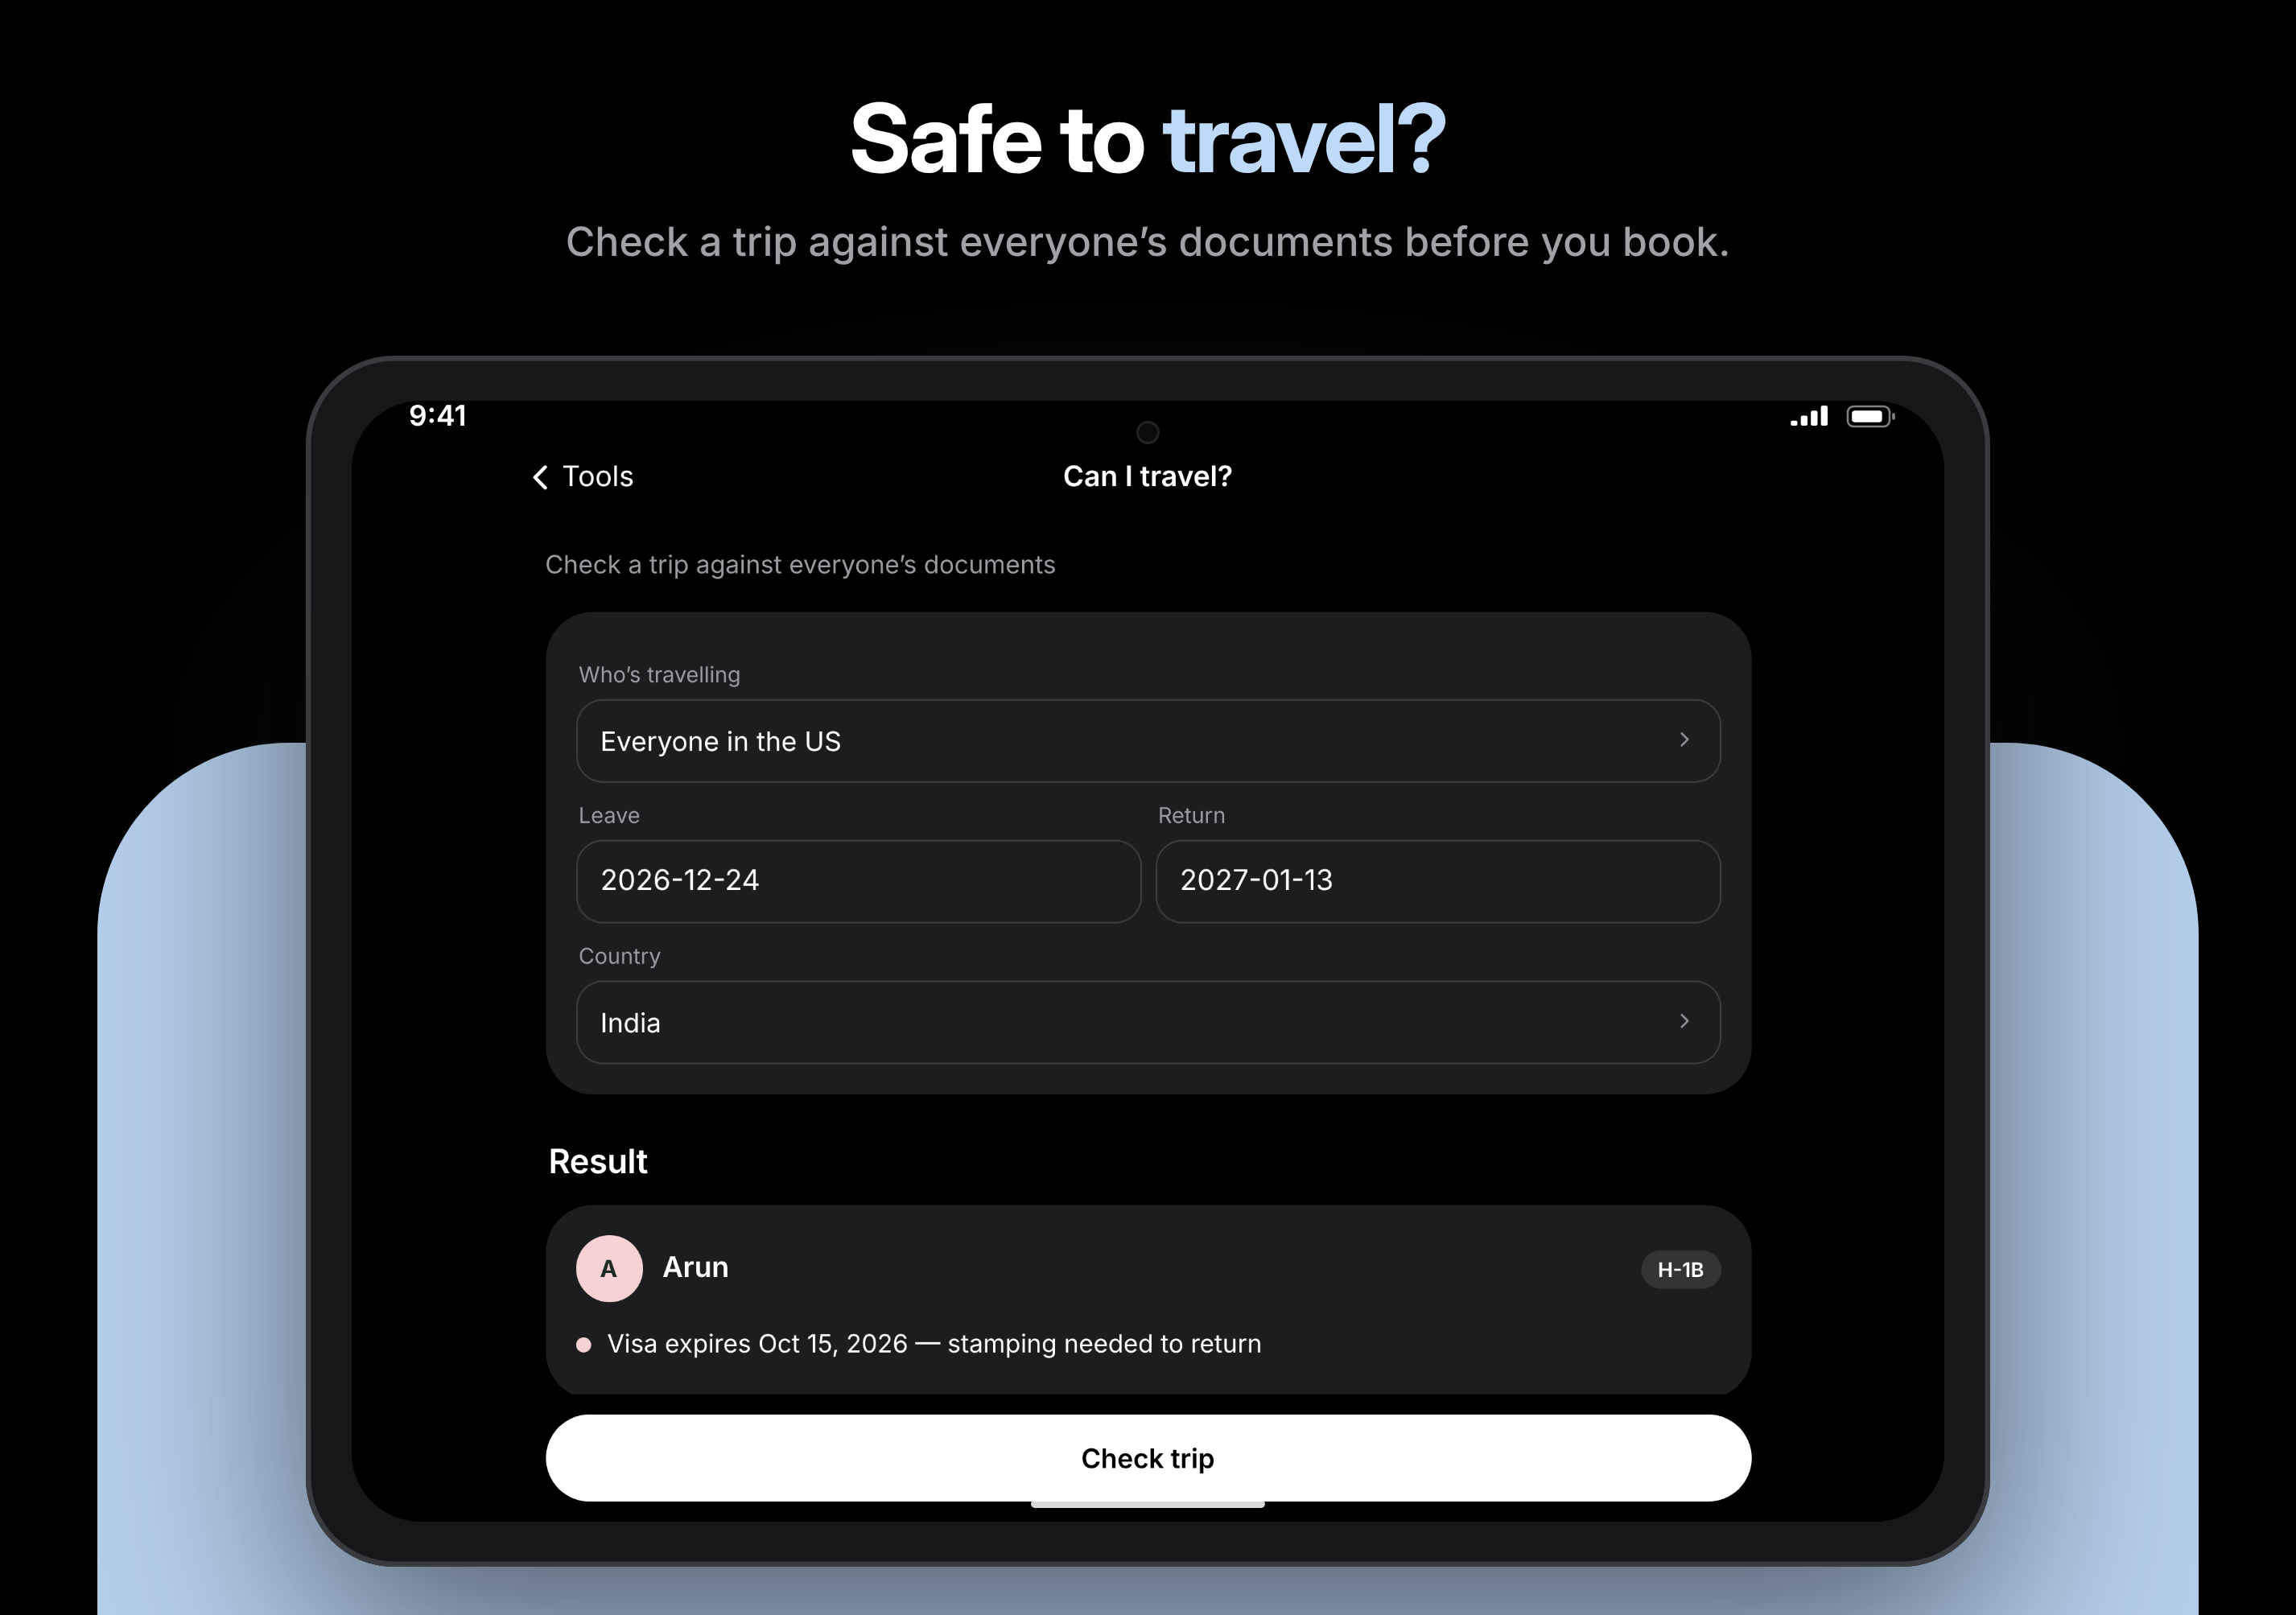 Safe to travel?
Check a trip against everyone’s documents before you book.
9:41
Tools
Can I travel?
Check a trip against everyone’s documents
Who’s travelling
Everyone in the US
Leave
Return
2026-12-24
2027-01-13
Country
India
Result
A
Arun
H-1B
Visa expires Oct 15, 2026 — stamping needed to return
Check trip